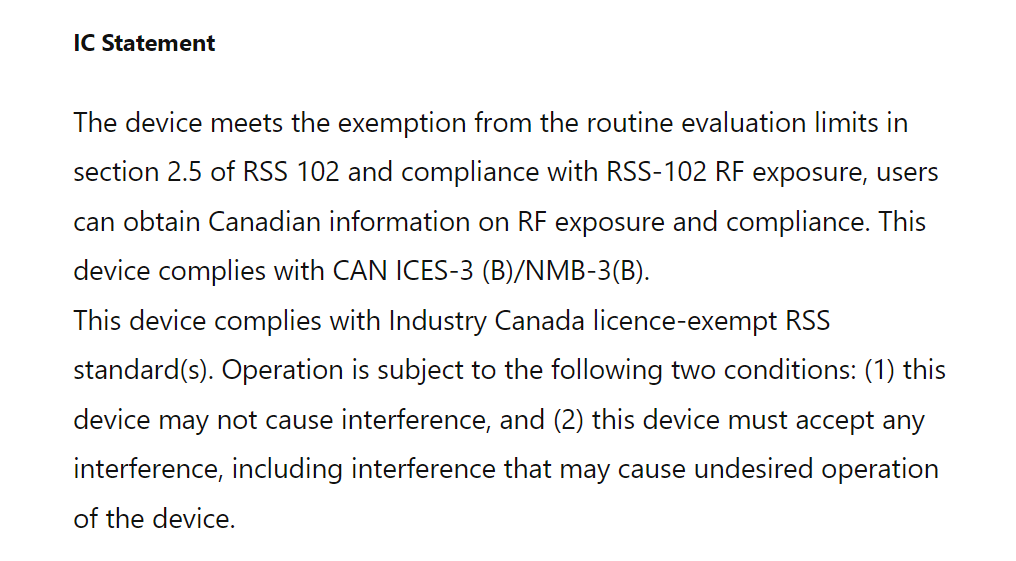 IC Statement
The device meets the exemption from the routine evaluation limits in
section 2.5 of RSS 102 and compliance with RSS-102 RF exposure, users
can obtain Canadian information on RF exposure and compliance. This
device complies with CAN ICES-3 (B)/NMB-3(B).
This device complies with Industry Canada licence-exempt RSS
standard(s). Operation is subject to the following two conditions: (1) this
device may not cause interference, and (2) this device must accept any
interference, including interference that may cause undesired operation
of the device.